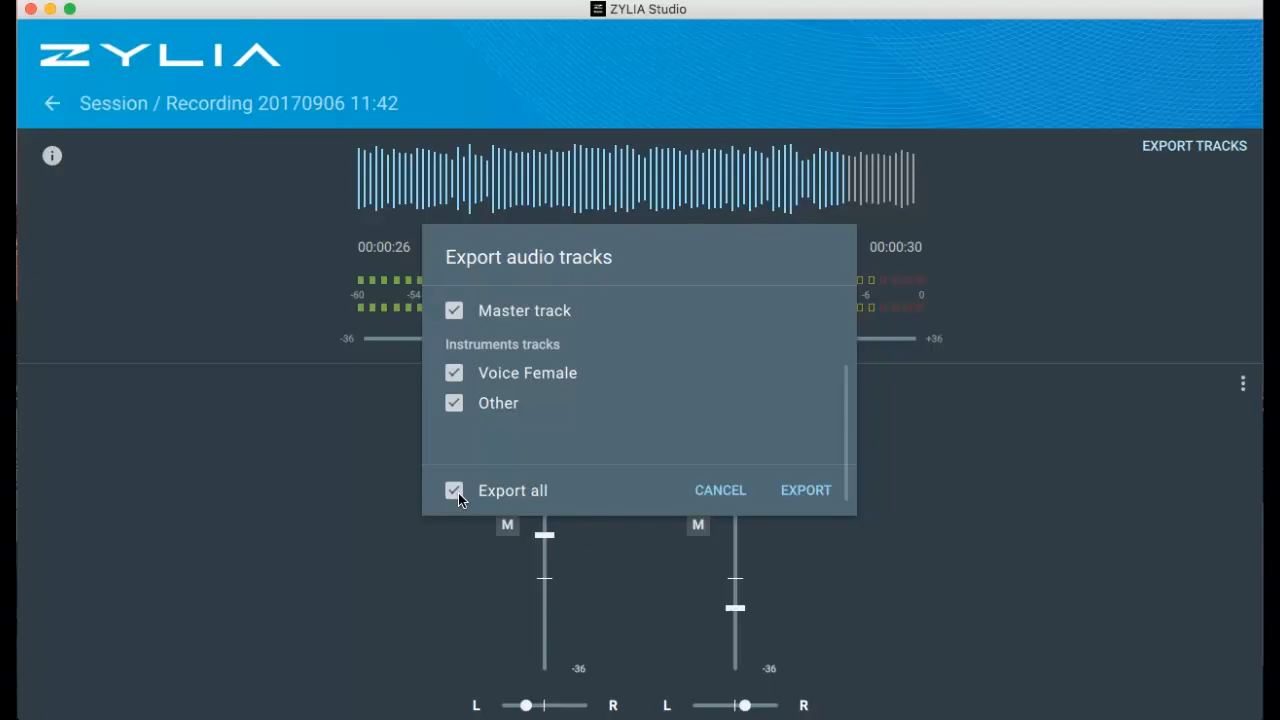 ZYLIA Studio
ZYLIA
Session / Recording 20170906 11:42
EXPORT TRACKS
00:00:26
00:00:30
-60
-54
-6
0
-36
+36
Export audio tracks
Master track
Instruments tracks
Voice Female
Other
Export all
CANCEL
EXPORT
M
M
-36
-36
L
R
L
R